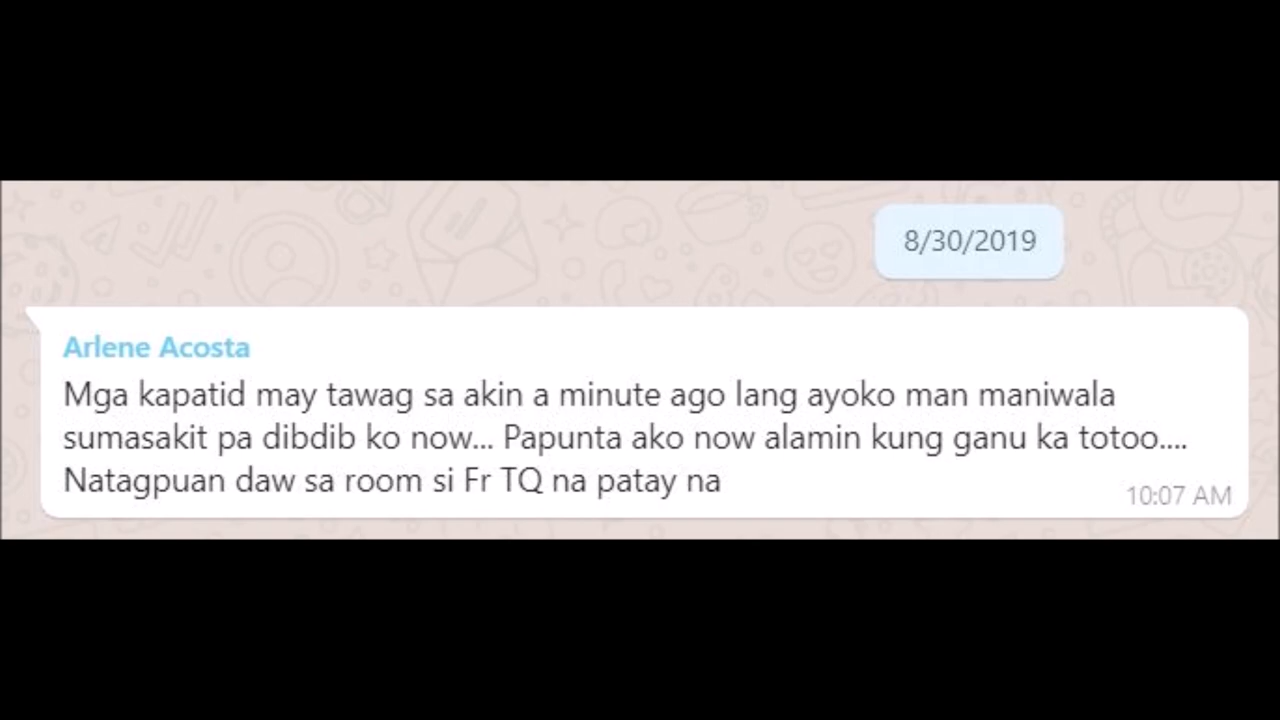 8/30/2019
Arlene Acosta
Mga kapatid may tawag sa akin a minute ago lang ayoko man maniwala
sumasakit pa dibdib ko now... Papunta ako now alamin kung ganu ka totoo....
Natagpuan daw sa room si Fr TQ na patay na
10:07 AM